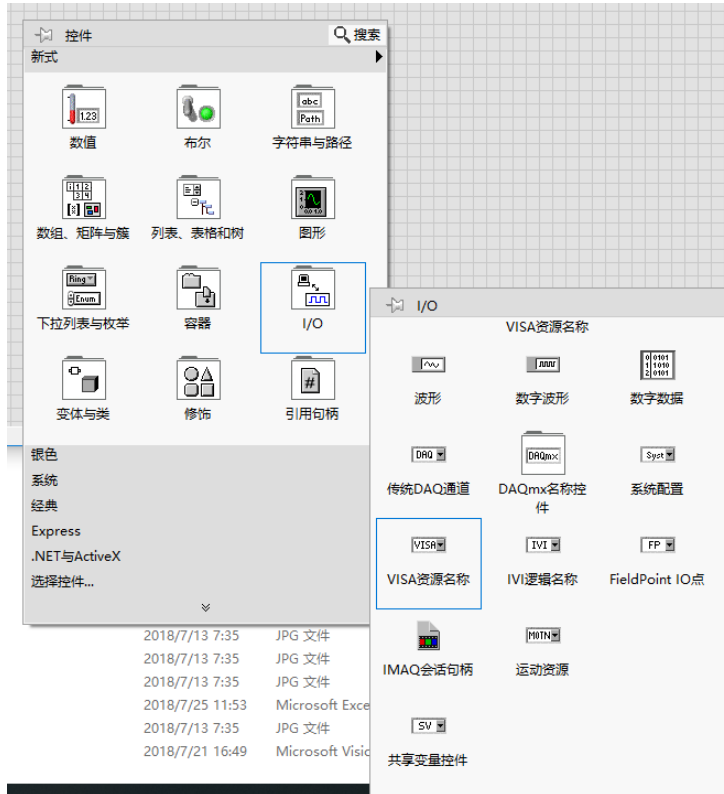 控件
搜索
新式
1.23
abc
Path
数值
布尔
字符串与路径
数组、矩阵与簇
列表、表格和树
图形
Ring
Enum
下拉列表与枚举
容器
I/O
#
变体与类
修饰
引用句柄
银色
系统
经典
Express
.NET与ActiveX
选择控件...
I/O
VISA资源名称
波形
数字波形
数字数据
DAQ
DAQmx
Syst
传统DAQ通道
DAQmx名称控件
系统配置
VISA
IVI
FP
VISA资源名称
IVI逻辑名称
FieldPoint IO点
MOTN
IMAQ会话句柄
运动资源
SV
共享变量控件
2018/7/13 7:35 JPG 文件
2018/7/13 7:35 JPG 文件
2018/7/13 7:35 JPG 文件
2018/7/25 11:53 Microsoft Exce
2018/7/13 7:35 JPG 文件
2018/7/21 16:49 Microsoft Visi